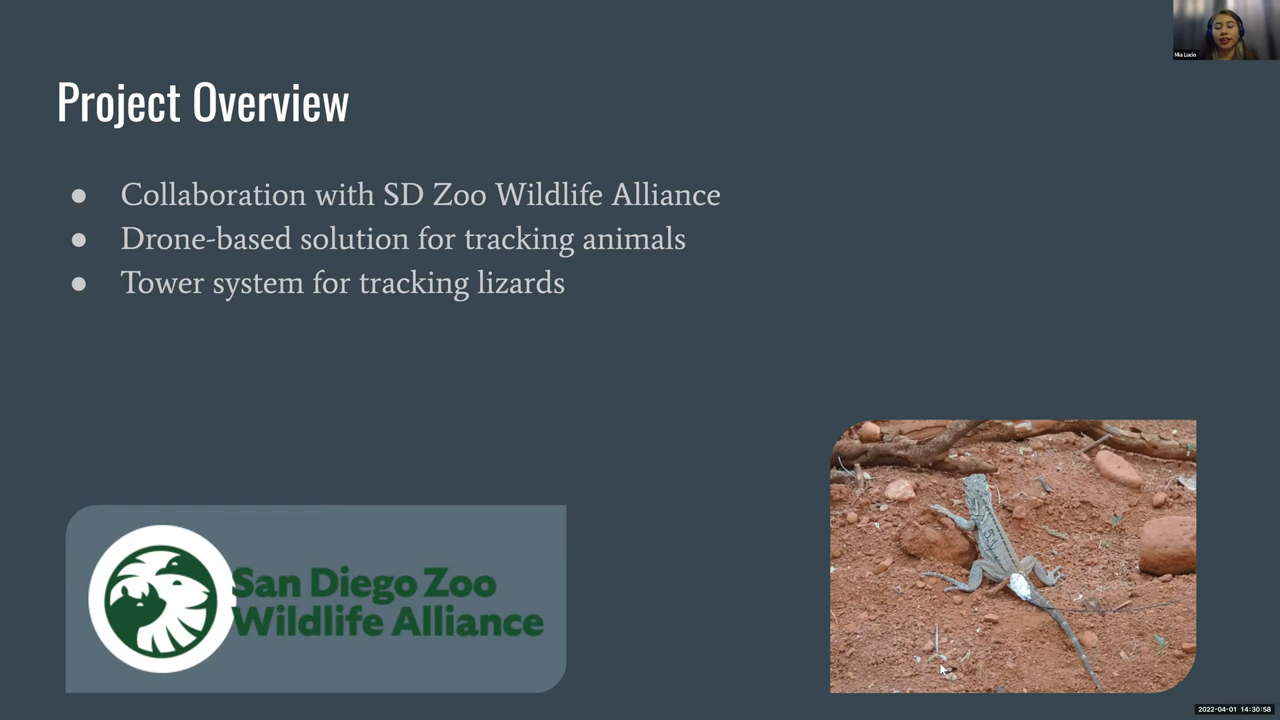 Mia Lucio
Project Overview
● Collaboration with SD Zoo Wildlife Alliance
● Drone-based solution for tracking animals
● Tower system for tracking lizards
San Diego Zoo
Wildlife Alliance
2022-04-01 14:30:58